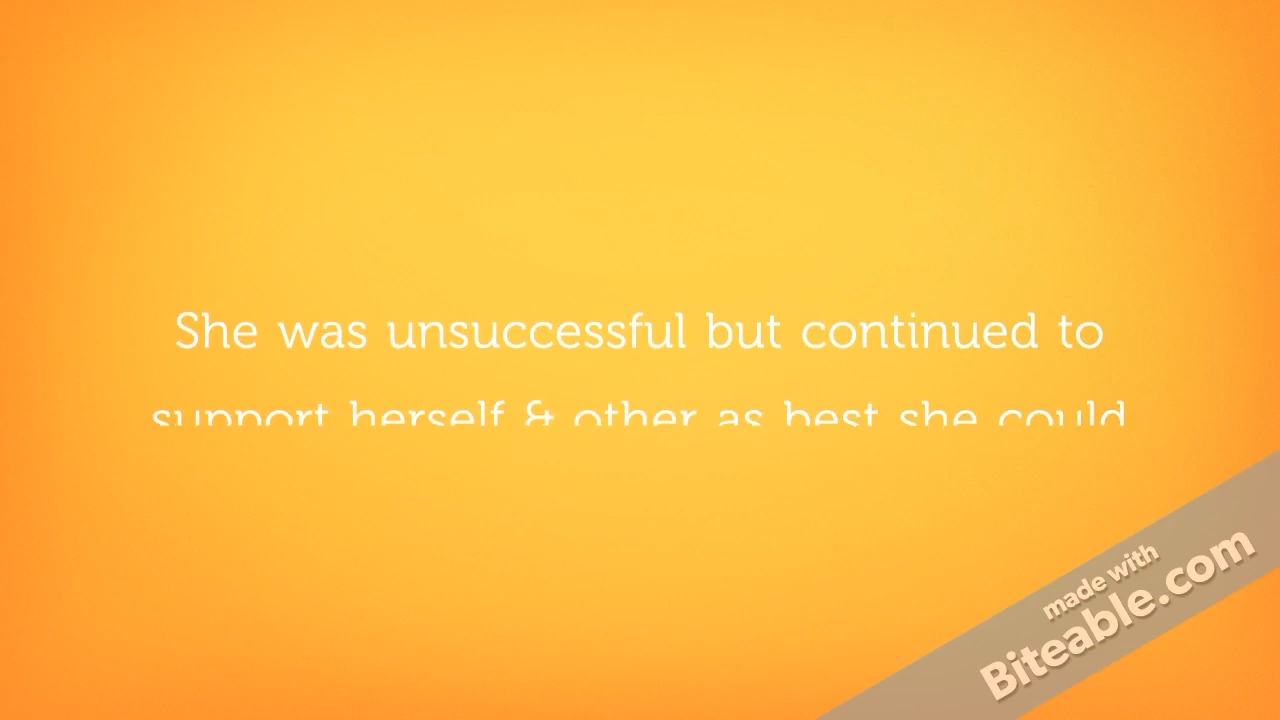 She was unsuccessful but continued to
support herself & other as best she could
made with
Biteable.com